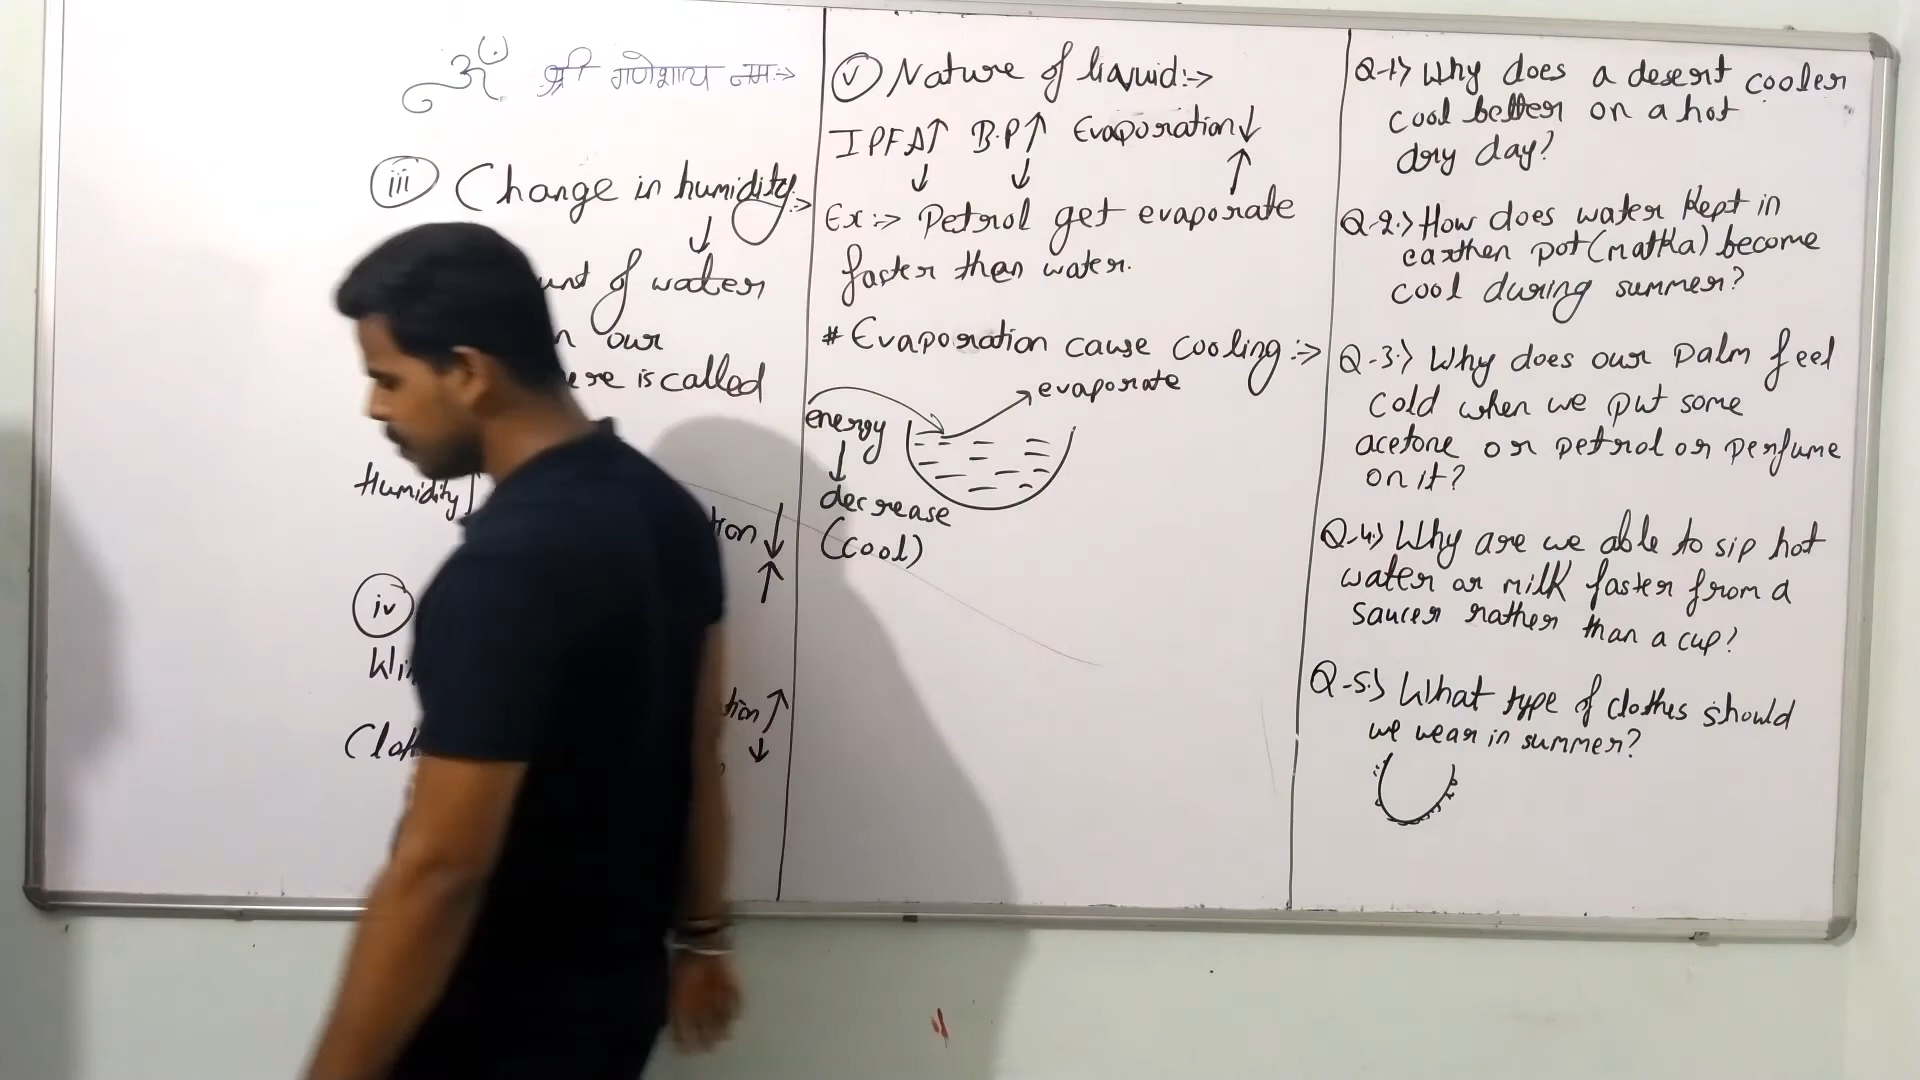 ॐ श्री गणेशाय नमः:->
(iii) Change in humidity:->
↓
of water
our
is called
Humidity
↓
↑
(iv)
↑
↓
(v) Nature of liquid:->
IPFA↑ B.P↑ Evaporation↓
↓ ↓ ↑
Ex:-> Petrol get evaporate
faster then water.
# Evaporation cause cooling:->
evaporate
energy
↓
decrease
(cool)
Q-1> Why does a desert cooler
cool better on a hot
dry day?
Q-2.> How does water kept in
earthen pot (matka) become
cool during summer?
Q-3.> Why does our palm feel
cold when we put some
acetone or petrol or perfume
on it?
Q-4.> Why are we able to sip hot
water or milk faster from a
saucer rather than a cup?
Q-5.> What type of clothes should
we wear in summer?